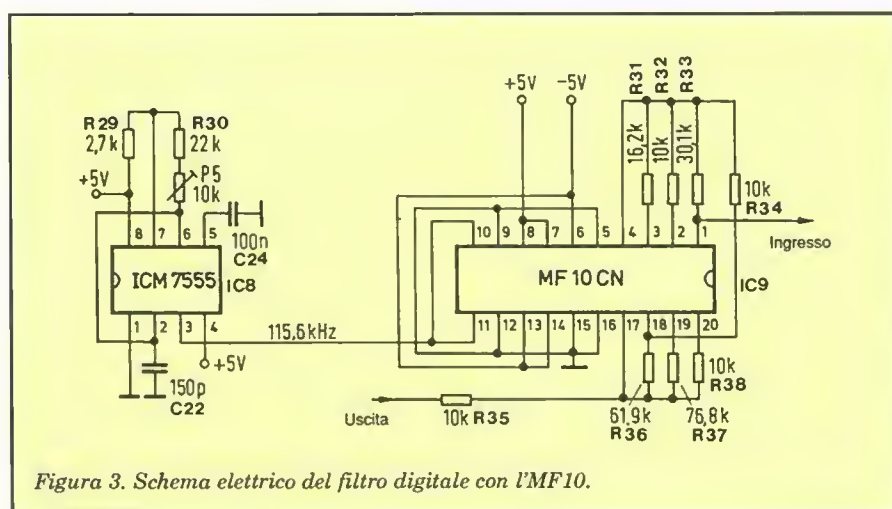 R29
2,7k
R30
22k
+5V
P5
10k
8 7 6 5
100n
C24
ICM 7555
IC8
1 2 3 4
+5V
150p
C22
115,6kHz
+5V -5V
R31
R32
R33
16,2k
10k
30,1k
10k
R34
10 9 8 7 6 5 4 3 2 1
Ingresso
MF 10 CN
IC9
11 12 13 14 15 16 17 18 19 20
10k
R38
Uscita
10k R35
61,9k
R36
76,8k
R37
Figura 3. Schema elettrico del filtro digitale con l'MF10.